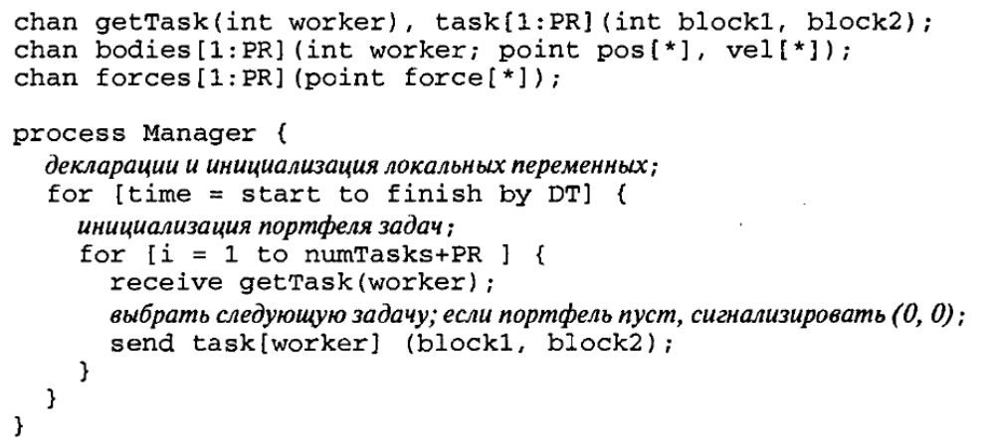 chan getTask(int worker), task[1:PR](int block1, block2);
chan bodies[1:PR](int worker; point pos[*], vel[*]);
chan forces[1:PR](point force[*]);
process Manager {
декларации и инициализация локальных переменных;
for [time = start to finish by DT] {
инициализация портфеля задач;
for [i = 1 to numTasks+PR ] {
receive getTask(worker);
выбрать следующую задачу; если портфель пуст, сигнализировать (0, 0);
send task[worker] (block1, block2);
}
}
}